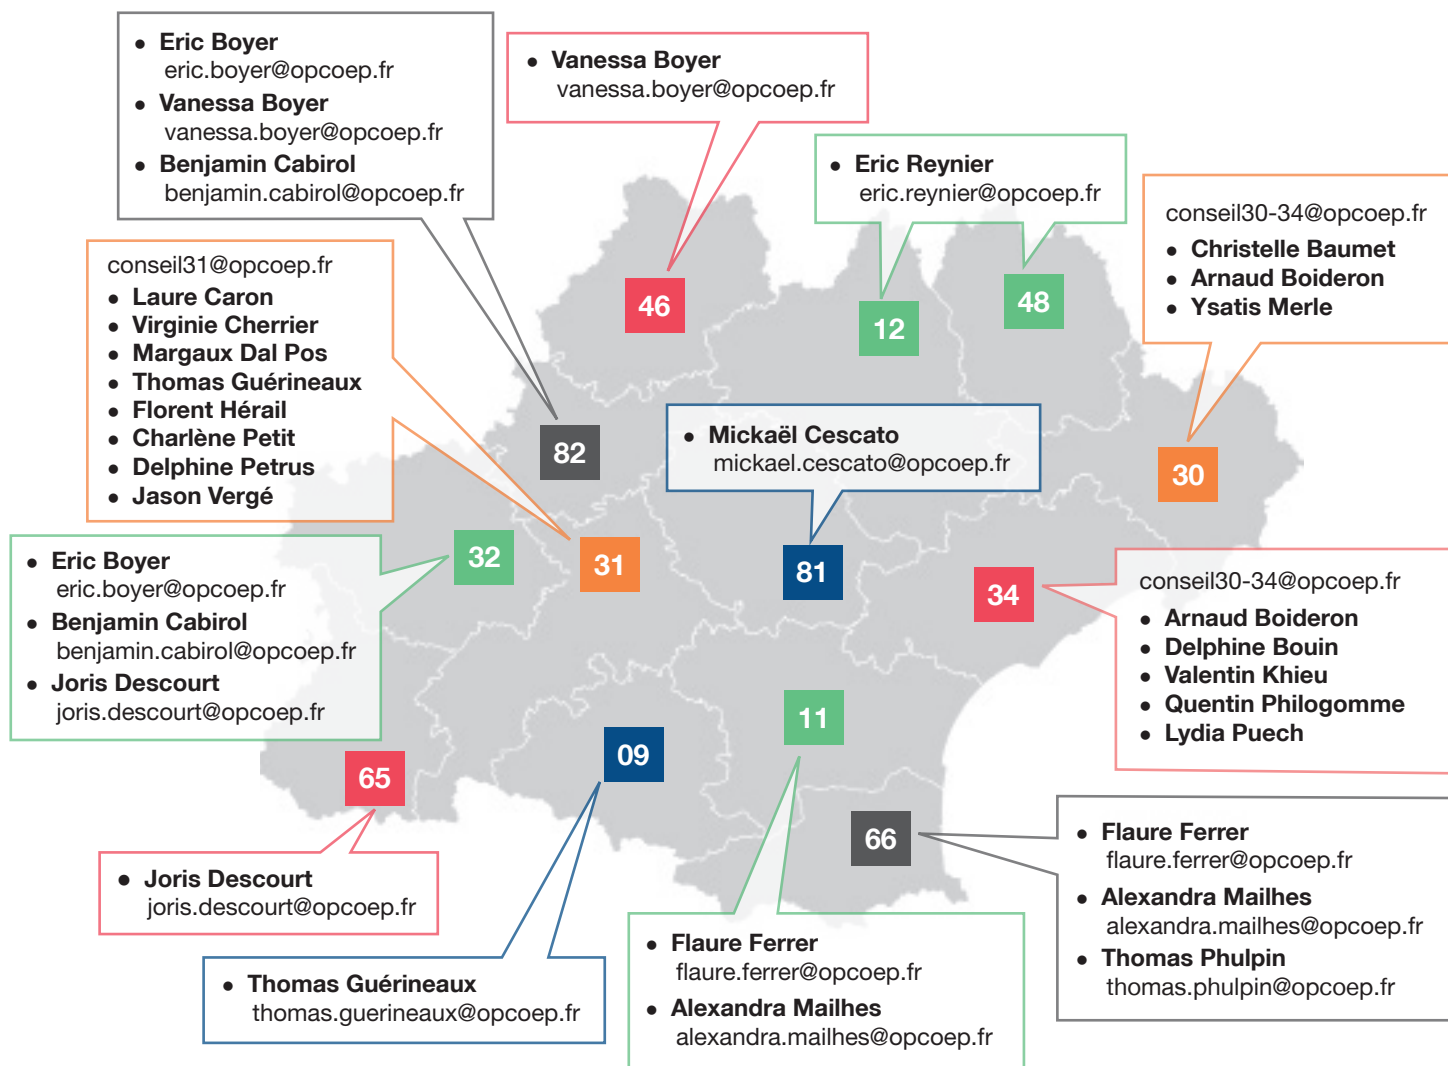 • Eric Boyer
eric.boyer@opcoep.fr
• Vanessa Boyer
vanessa.boyer@opcoep.fr
• Benjamin Cabirol
benjamin.cabirol@opcoep.fr
• Vanessa Boyer
vanessa.boyer@opcoep.fr
• Eric Reynier
eric.reynier@opcoep.fr
conseil30-34@opcoep.fr
• Christelle Baumet
• Arnaud Boideron
• Ysatis Merle
conseil31@opcoep.fr
• Laure Caron
• Virginie Cherrier
• Margaux Dal Pos
• Thomas Guérineaux
• Florent Hérail
• Charlène Petit
• Delphine Petrus
• Jason Vergé
46
12
48
82
• Mickaël Cescato
mickael.cescato@opcoep.fr
30
32
31
81
34
• Eric Boyer
eric.boyer@opcoep.fr
• Benjamin Cabirol
benjamin.cabirol@opcoep.fr
• Joris Descourt
joris.descourt@opcoep.fr
conseil30-34@opcoep.fr
• Arnaud Boideron
• Delphine Bouin
• Valentin Khieu
• Quentin Philogomme
• Lydia Puech
11
09
65
66
• Joris Descourt
joris.descourt@opcoep.fr
• Thomas Guérineaux
thomas.guerineaux@opcoep.fr
• Flaure Ferrer
flaure.ferrer@opcoep.fr
• Alexandra Mailhes
alexandra.mailhes@opcoep.fr
• Flaure Ferrer
flaure.ferrer@opcoep.fr
• Alexandra Mailhes
alexandra.mailhes@opcoep.fr
• Thomas Phulpin
thomas.phulpin@opcoep.fr